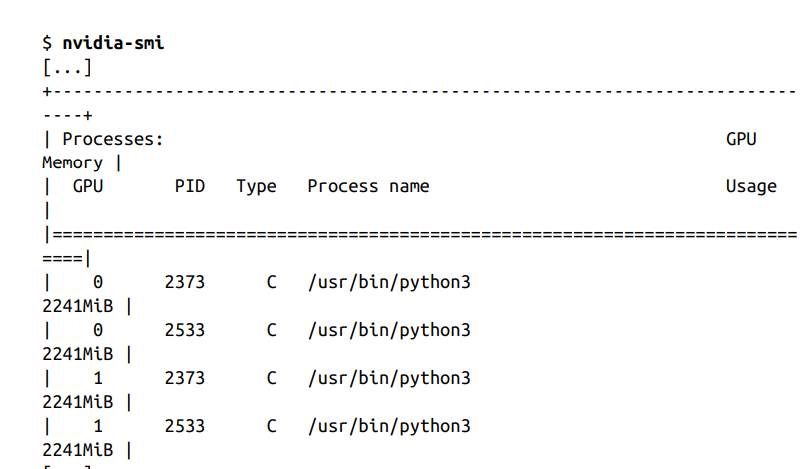 $ nvidia-smi
[...]
+-------------------------------------------------------------------------
----+
| Processes:                                                       GPU
Memory |
|  GPU       PID   Type   Process name                             Usage
|
|=========================================================================
====|
|    0      2373      C   /usr/bin/python3
2241MiB |
|    0      2533      C   /usr/bin/python3
2241MiB |
|    1      2373      C   /usr/bin/python3
2241MiB |
|    1      2533      C   /usr/bin/python3
2241MiB |